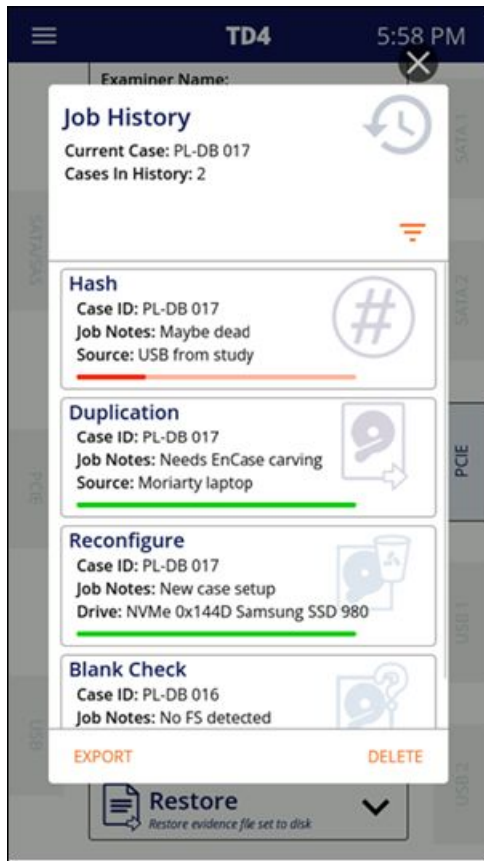 TD4
5:58 PM
Examiner Name:
Job History
Current Case: PL-DB 017
Cases In History: 2
Hash
Case ID: PL-DB 017
Job Notes: Maybe dead
Source: USB from study
#
Duplication
Case ID: PL-DB 017
Job Notes: Needs EnCase carving
Source: Moriarty laptop
Reconfigure
Case ID: PL-DB 017
Job Notes: New case setup
Drive: NVMe 0x144D Samsung SSD 980
Blank Check
Case ID: PL-DB 016
Job Notes: No FS detected
EXPORT
DELETE
Restore
Restore evidence file set to disk
SATA/SAS
PCIE
USB
SATA 1
SATA 2
PCIE
USB 1
USB 2